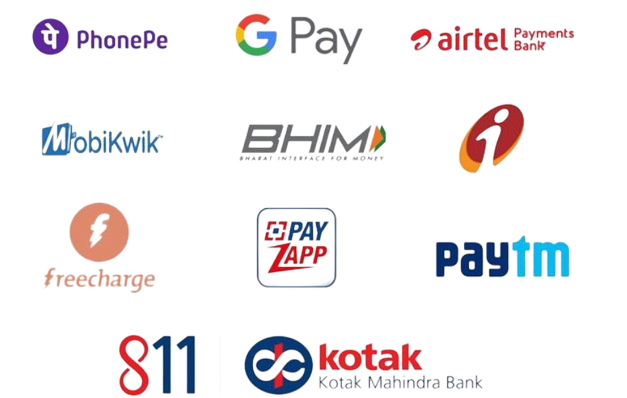 पे PhonePe
G Pay
airtel Payments
Bank
MobiKwik™
BHIM
BHARAT INTERFACE FOR MONEY
i
freecharge
PAY
ZAPP
paytm
811
kotak
Kotak Mahindra Bank